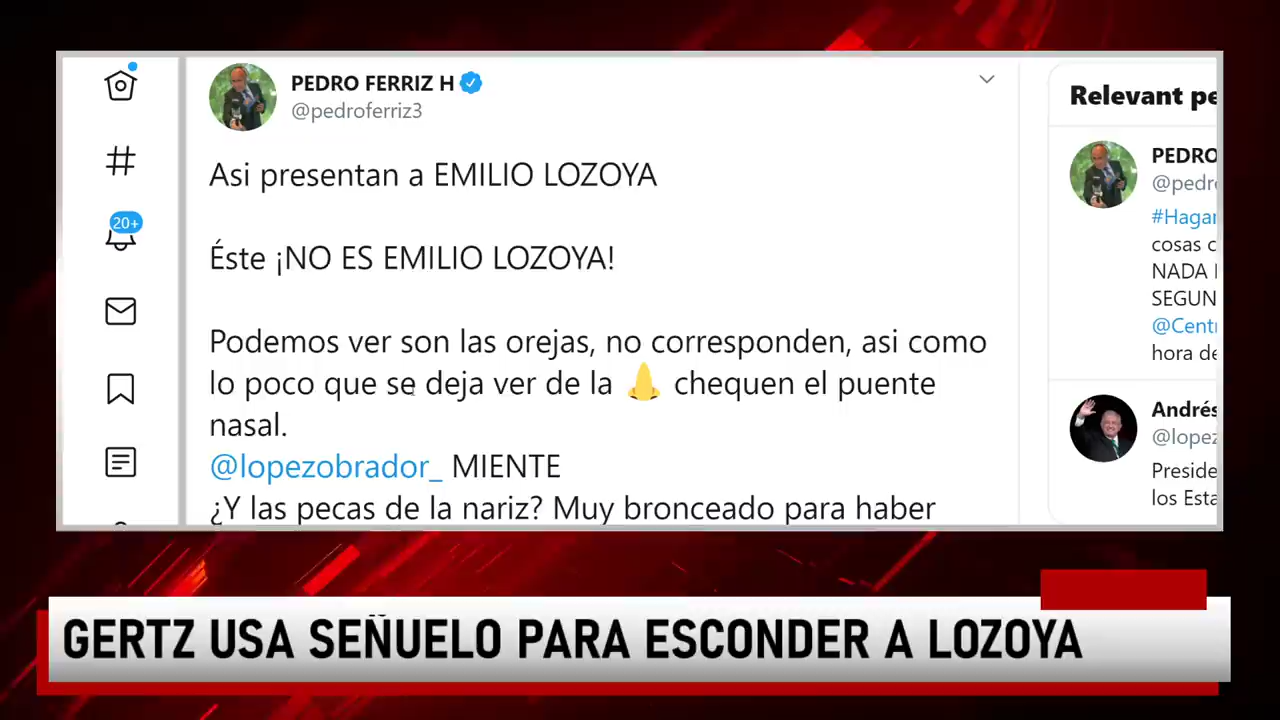 PEDRO FERRIZ H
@pedroferriz3
Asi presentan a EMILIO LOZOYA
Éste ¡NO ES EMILIO LOZOYA!
Podemos ver son las orejas, no corresponden, asi como
lo poco que se deja ver de la 👃 chequen el puente
nasal.
@lopezobrador_ MIENTE
¿Y las pecas de la nariz? Muy bronceado para haber
20+
Relevant pe
PEDRO
@pedr
#Hagar
cosas c
NADA
SEGUN
@Cent
hora de
Andrés
@lopez
Preside
los Esta
GERTZ USA SEÑUELO PARA ESCONDER A LOZOYA